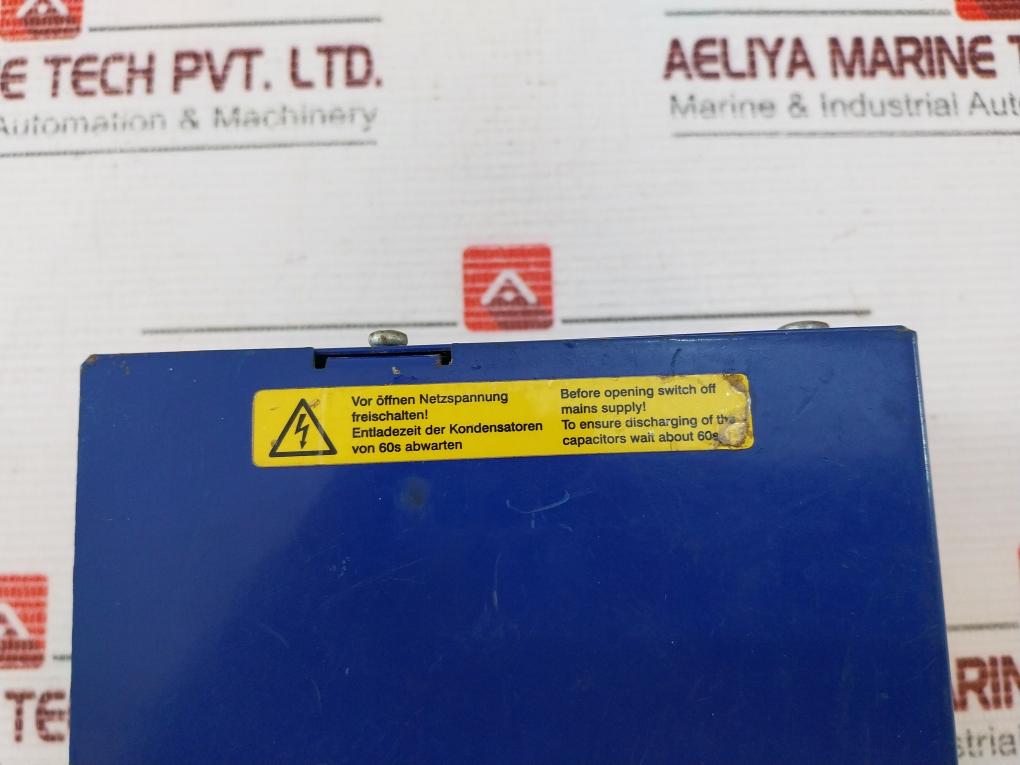 E TECH PVT. LTD.
Automation & Machinery
AELIYA MARINE T
Marine & Industrial Auto
Vor öffnen Netzspannung
freischalten!
Entladezeit der Kondensatoren
von 60s abwarten
Before opening switch off
mains supply!
To ensure discharging of the
capacitors wait about 60s
TE
ARIN
strial